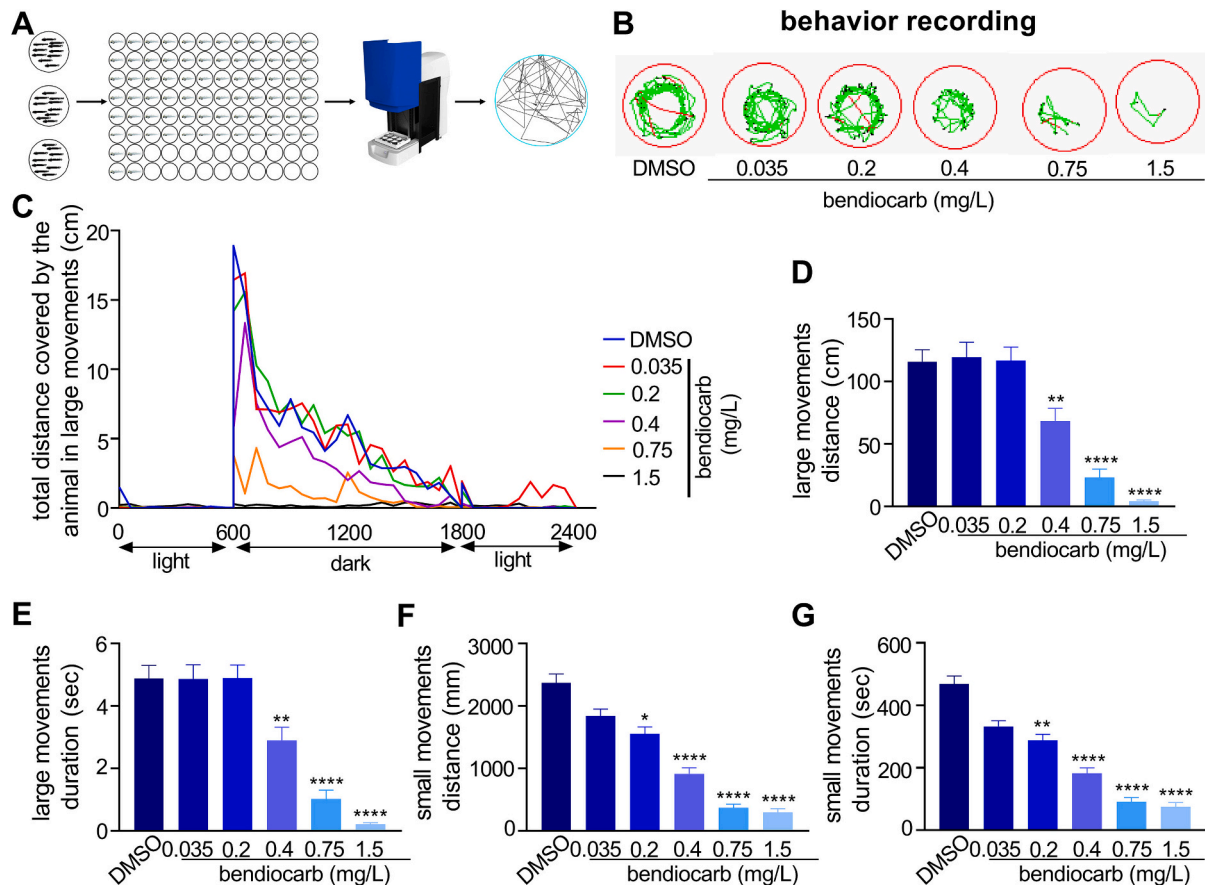 A
B
behavior recording
DMSO
0.035
0.2
0.4
0.75
1.5
bendiocarb (mg/L)
C
total distance covered by the
animal in large movements (cm)
20
15
10
5
0
0
600
1200
1800
2400
light
dark
light
DMSO
0.035
0.2
0.4
0.75
1.5
bendiocarb
(mg/L)
D
large movements
distance (cm)
150
100
50
0
**
****
****
DMSO
0.035
0.2
0.4
0.75
1.5
bendiocarb (mg/L)
E
large movements
duration (sec)
6
4
2
0
**
****
****
DMSO
0.035
0.2
0.4
0.75
1.5
bendiocarb (mg/L)
F
small movements
distance (mm)
3000
2000
1000
0
*
****
****
****
DMSO
0.035
0.2
0.4
0.75
1.5
bendiocarb (mg/L)
G
small movements
duration (sec)
600
400
200
0
**
****
****
****
DMSO
0.035
0.2
0.4
0.75
1.5
bendiocarb (mg/L)